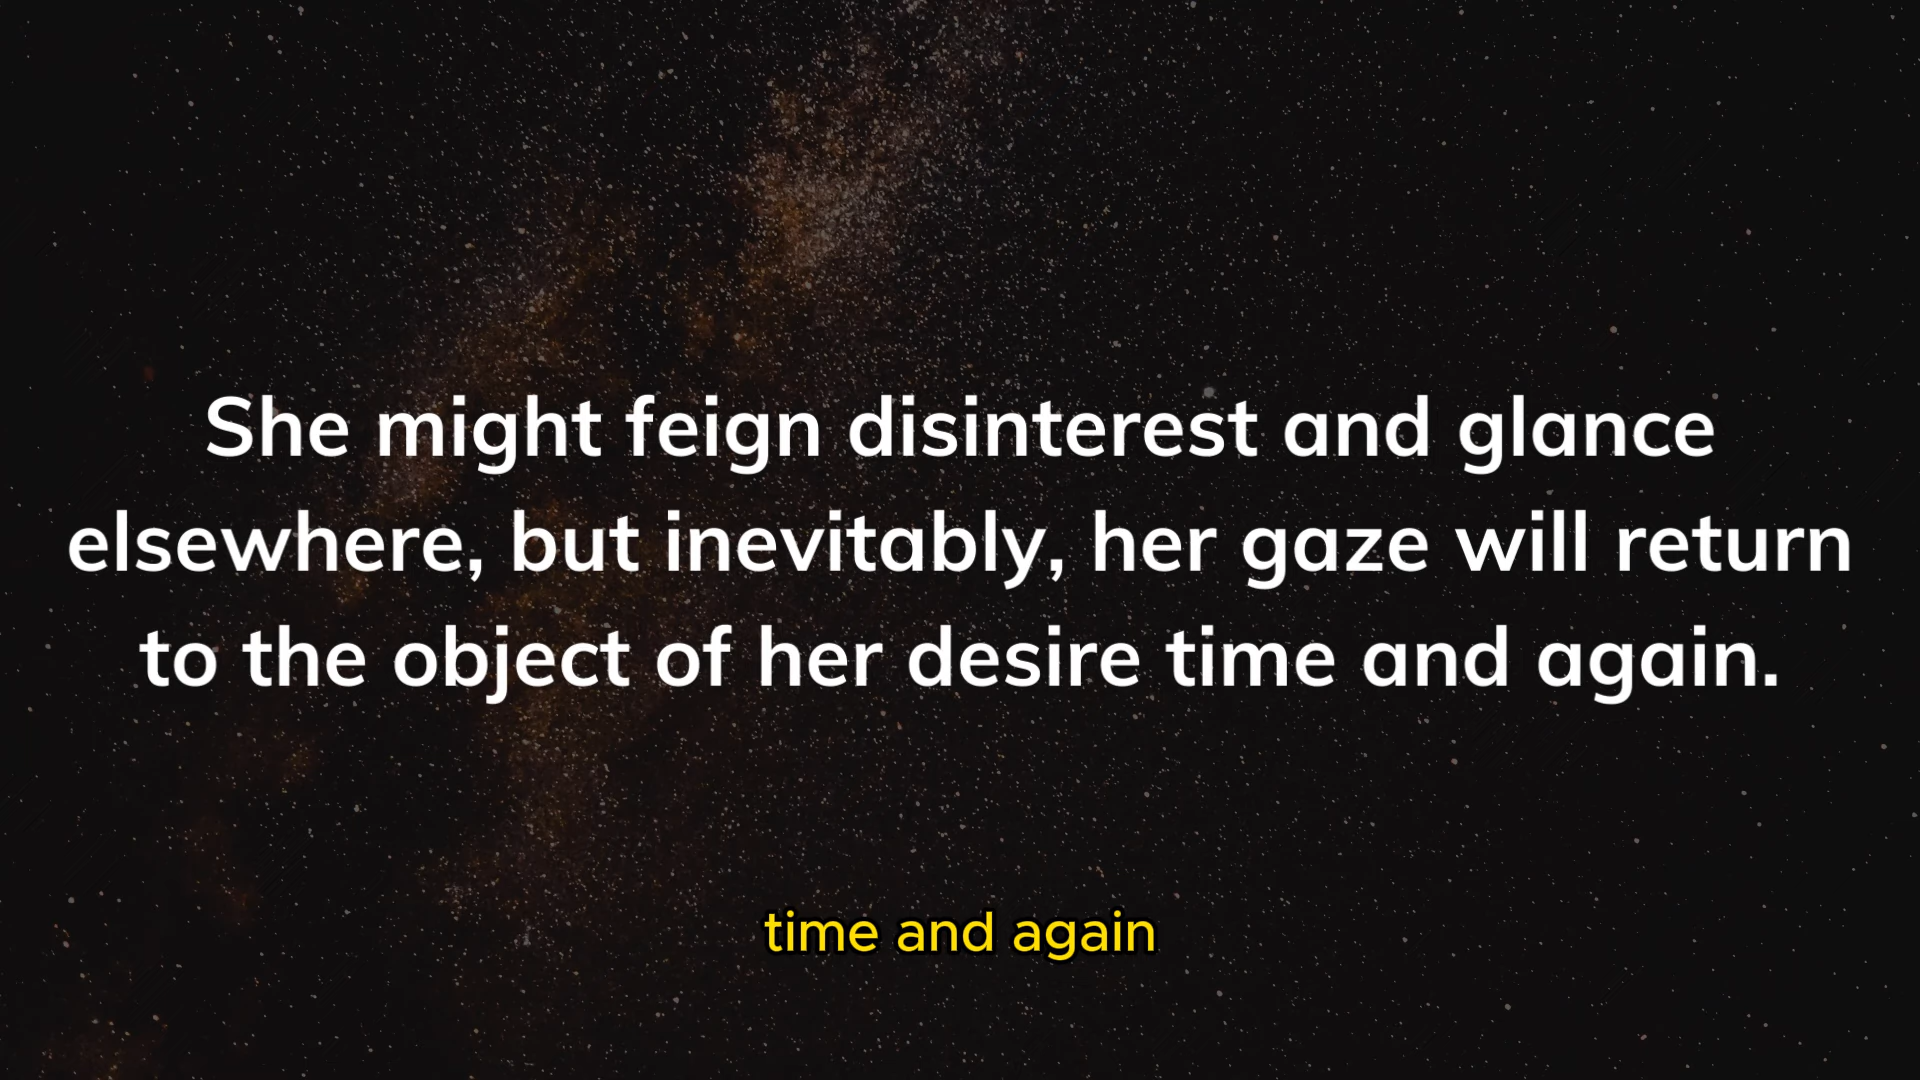 She might feign disinterest and glance
elsewhere, but inevitably, her gaze will return
to the object of her desire time and again.
time and again